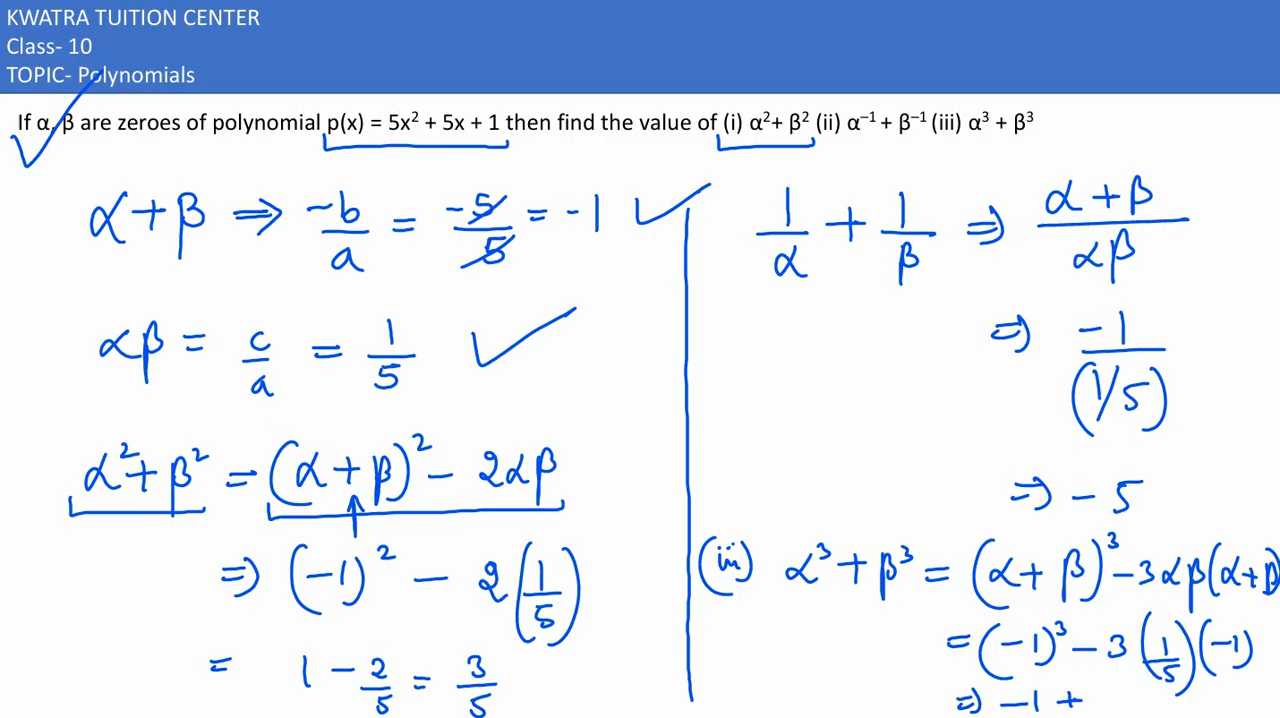 KWATRA TUITION CENTER
Class- 10
TOPIC- Polynomials
If α, β are zeroes of polynomial p(x) = 5x² + 5x + 1 then find the value of (i) α²+ β² (ii) α⁻¹ + β⁻¹ (iii) α³ + β³
α + β ⇒ -b/a = -5/5 = -1
αβ = c/a = 1/5
α² + β² = (α + β)² - 2αβ
⇒ (-1)² - 2(1/5)
= 1 - 2/5 = 3/5
1/α + 1/β ⇒ α + β/αβ
⇒ -1/(1/5)
⇒ - 5
(iii) α³ + β³ = (α + β)³ - 3αβ(α+β)
= (-1)³ - 3(1/5)(-1)
⇒ -1 +